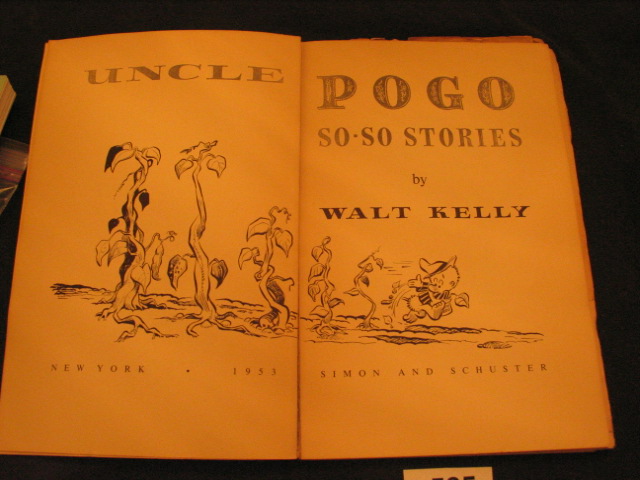 UNCLE POGO
SO-SO STORIES
by
WALT KELLY
NEW YORK • 1953 SIMON AND SCHUSTER